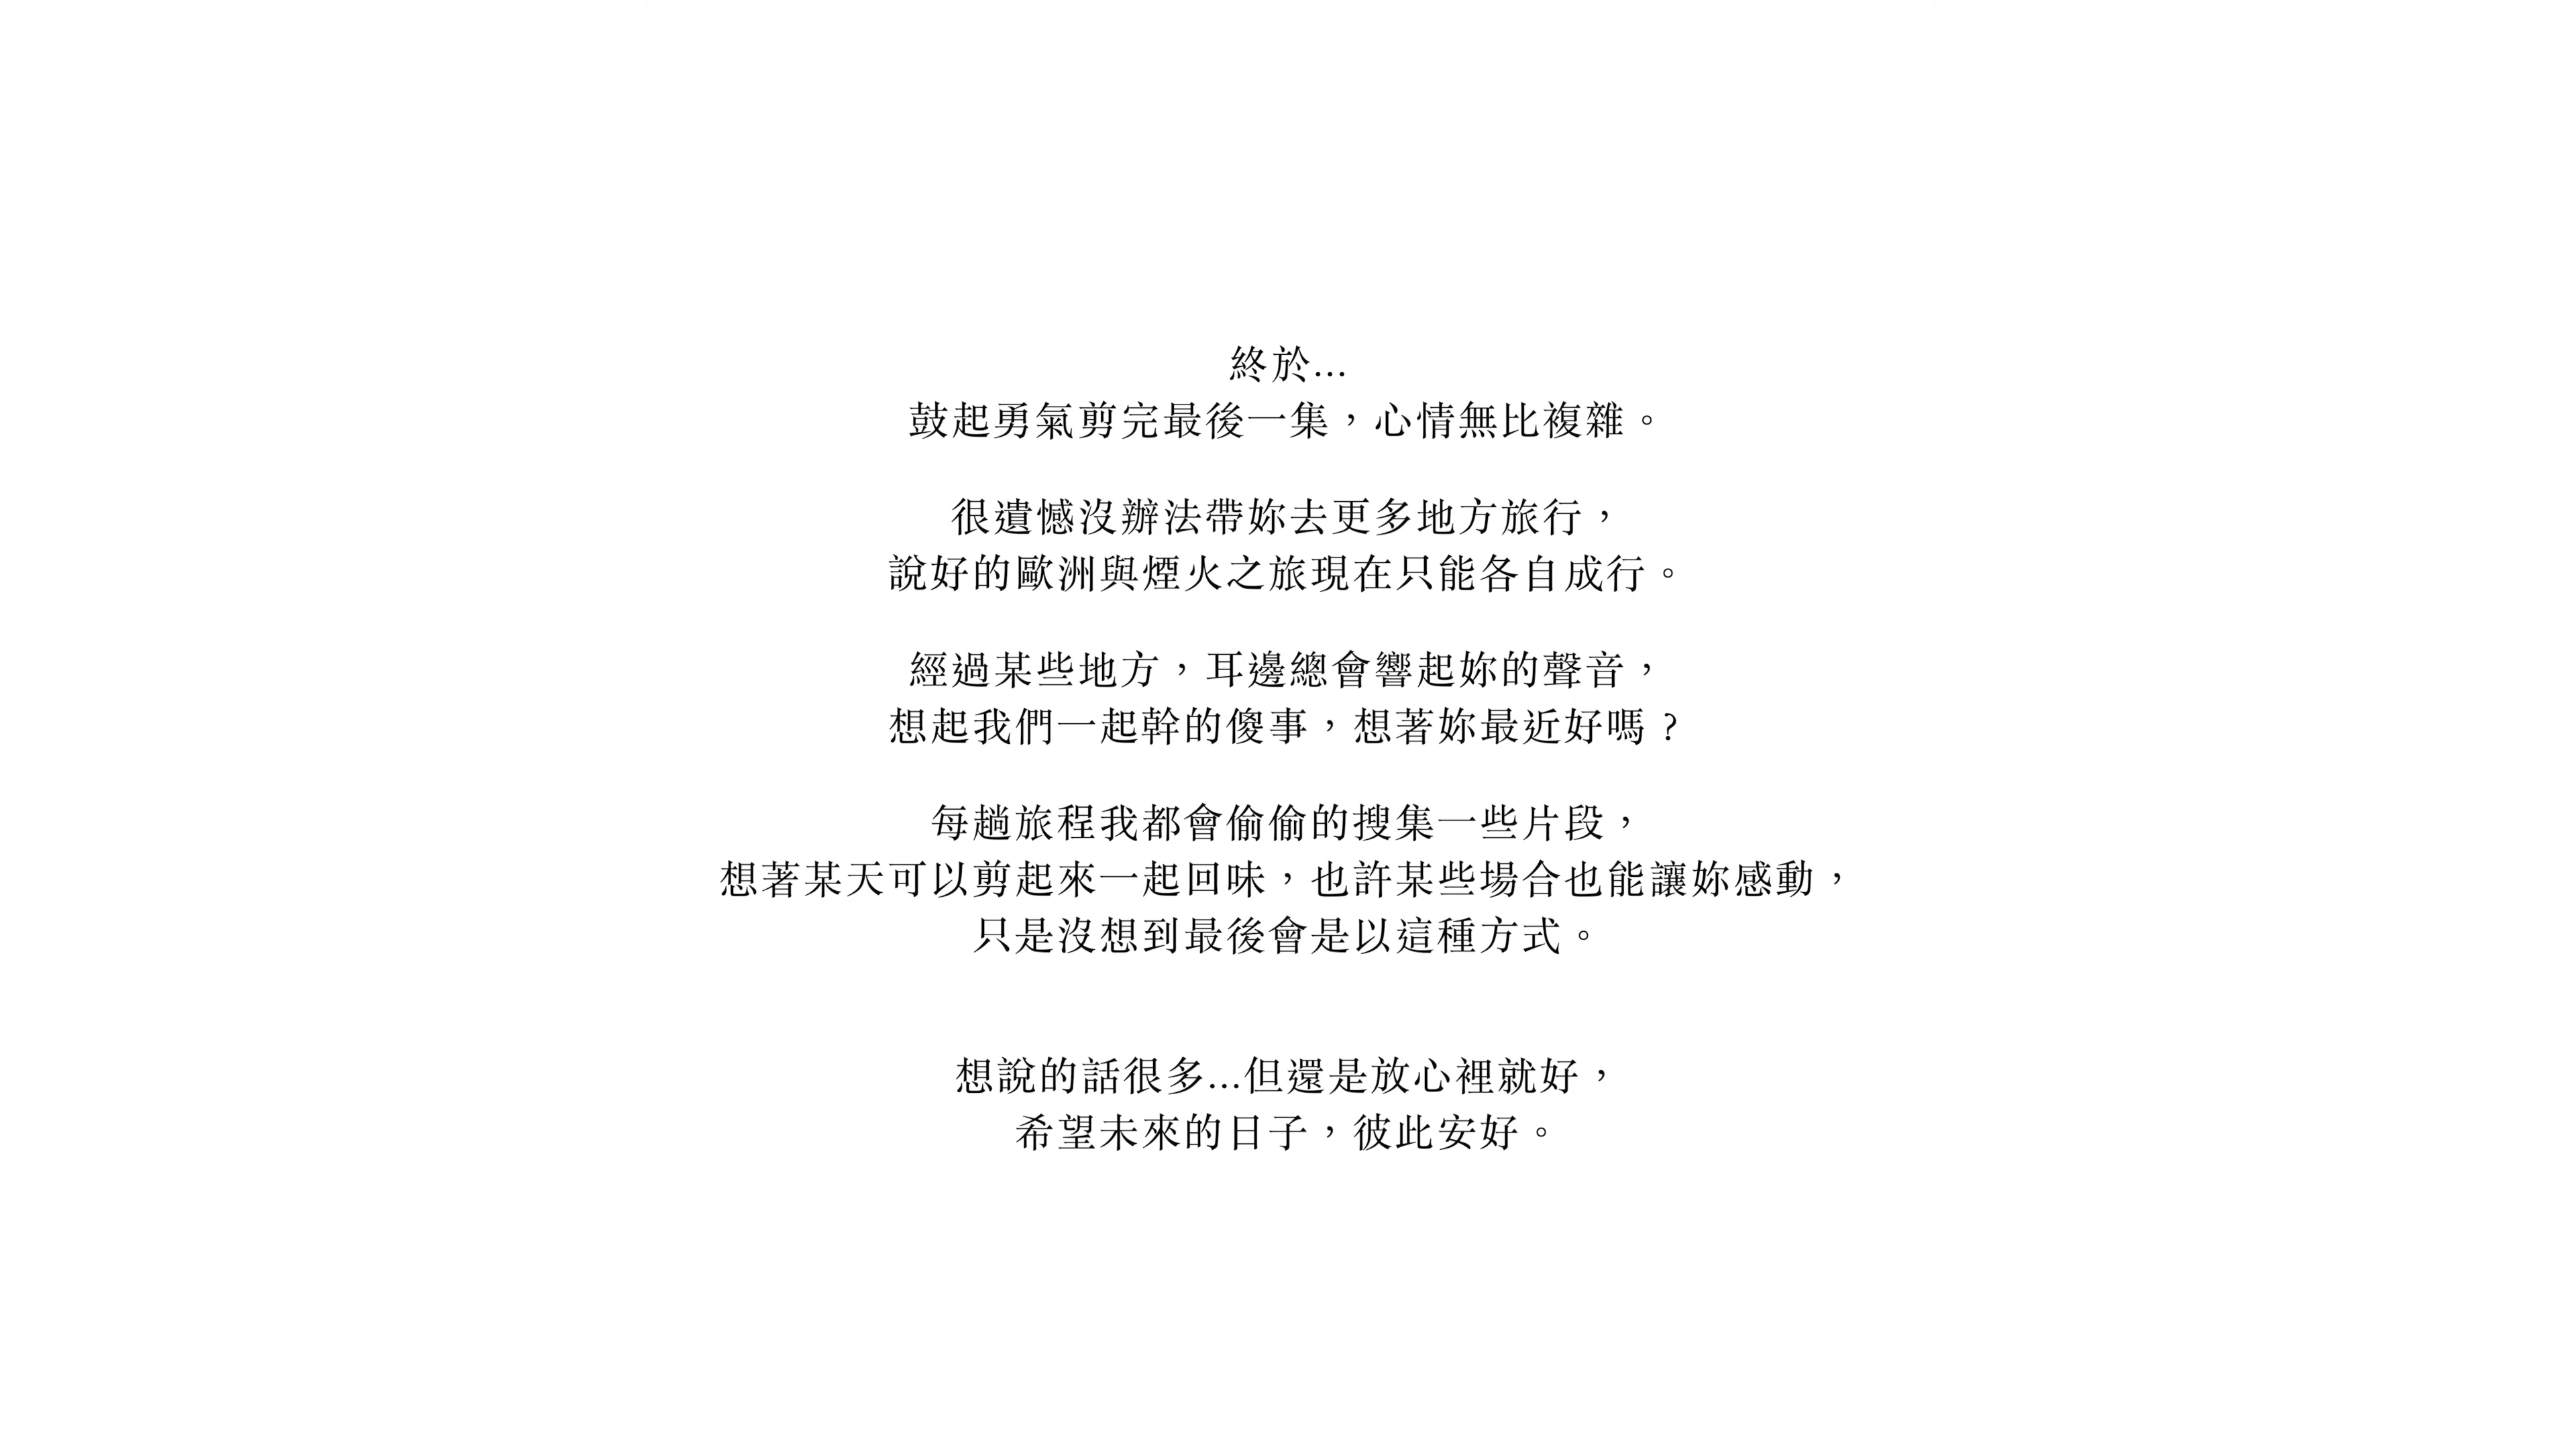 終於...
鼓起勇氣剪完最後一集，心情無比複雜。
很遺憾沒辦法帶妳去更多地方旅行，
說好的歐洲與煙火之旅現在只能各自成行。
經過某些地方，耳邊總會響起妳的聲音，
想起我們一起幹的傻事，想著妳最近好嗎？
每趟旅程我都會偷偷的搜集一些片段，
想著某天可以剪起來一起回味，也許某些場合也能讓妳感動，
只是沒想到最後會是以這種方式。
想說的話很多...但還是放心裡就好，
希望未來的日子，彼此安好。